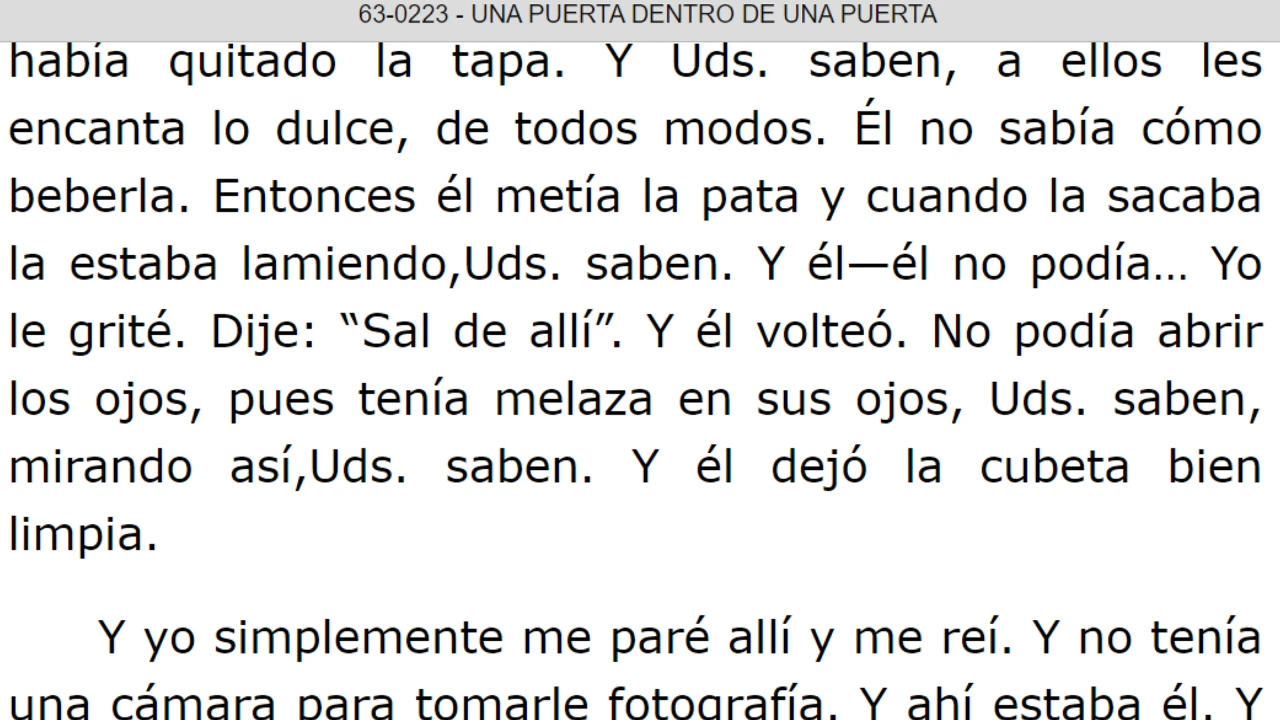 63-0223 - UNA PUERTA DENTRO DE UNA PUERTA
había quitado la tapa. Y Uds. saben, a ellos les
encanta lo dulce, de todos modos. Él no sabía cómo
beberla. Entonces él metía la pata y cuando la sacaba
la estaba lamiendo,Uds. saben. Y él—él no podía… Yo
le grité. Dije: “Sal de allí”. Y él volteó. No podía abrir
los ojos, pues tenía melaza en sus ojos, Uds. saben,
mirando así,Uds. saben. Y él dejó la cubeta bien
limpia.
Y yo simplemente me paré allí y me reí. Y no tenía
una cámara para tomarle fotografía. Y ahí estaba él. Y